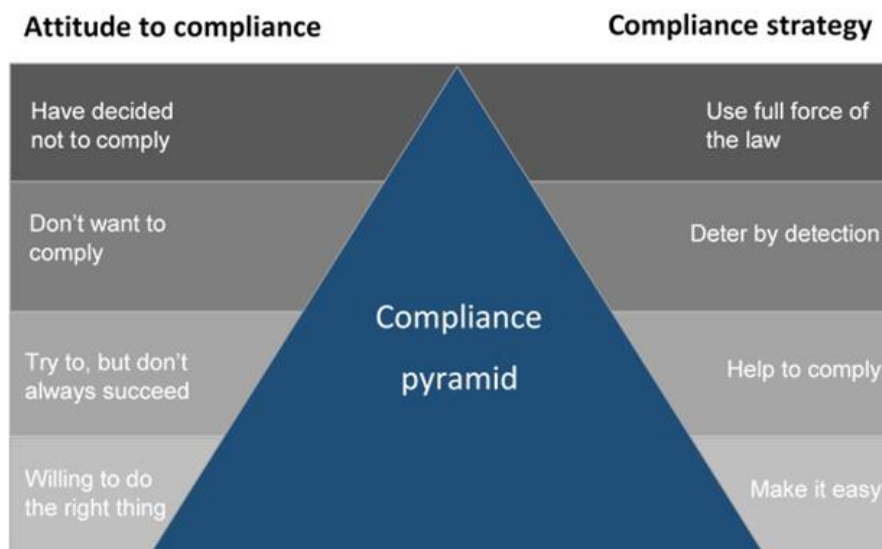 Attitude to compliance
Compliance strategy
Have decided
not to comply
Use full force of
the law
Don't want to
comply
Deter by detection
Compliance
pyramid
Try to, but don't
always succeed
Help to comply
Willing to do
the right thing
Make it easy